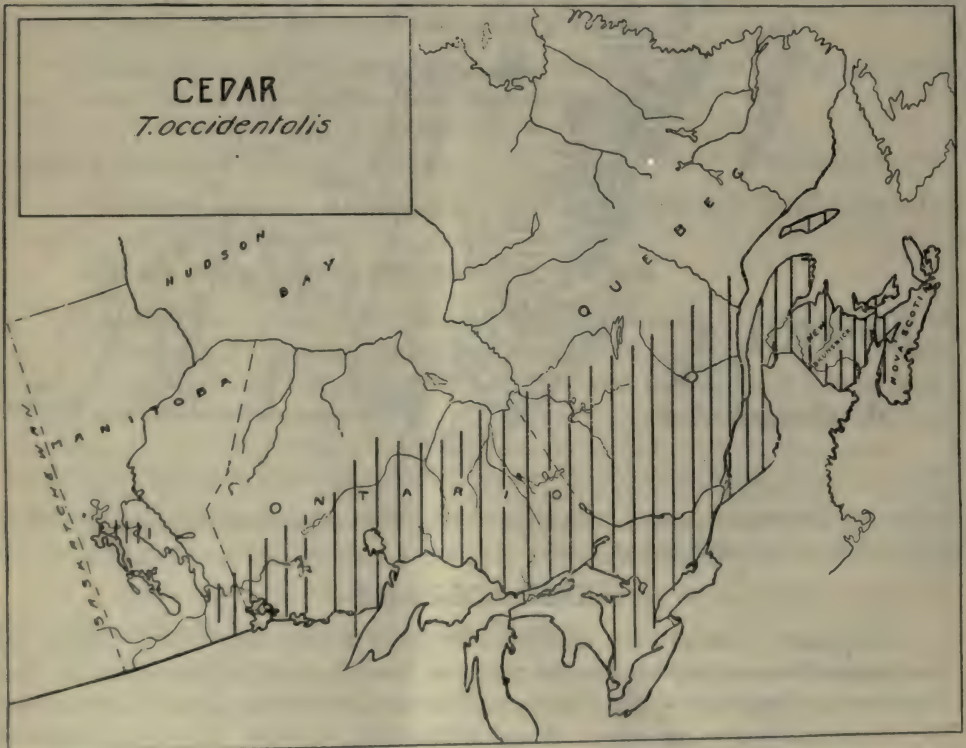 CEDAR
T.occidentalis
HUDSON
BAY
QUEBEC
MANITOBA
SASKATCHEWAN
ONTARIO
NEW
BRUNSWICK
NOVA SCOTIA